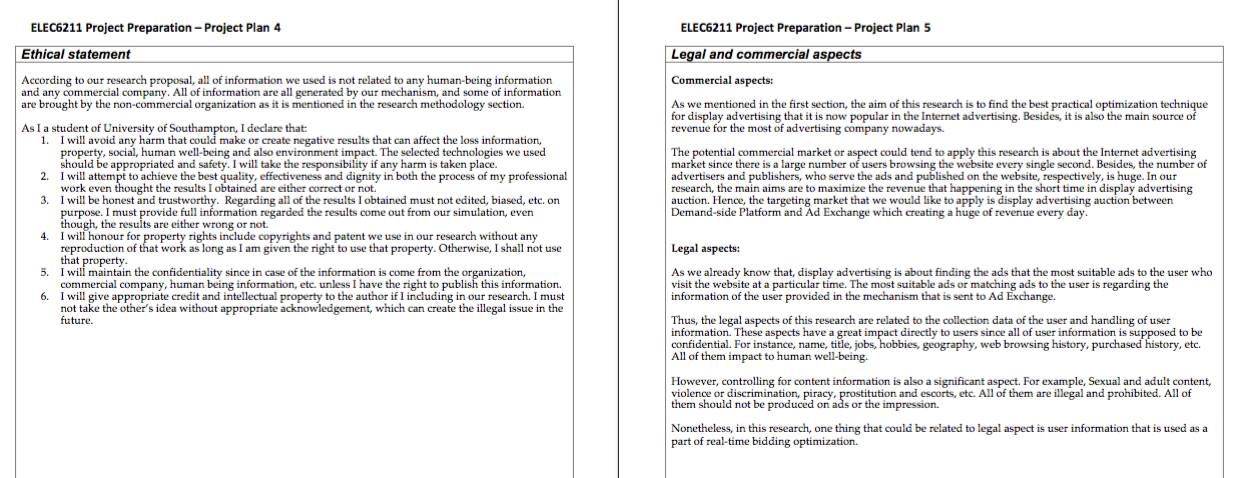 ELEC6211 Project Preparation – Project Plan 4
Ethical statement
According to our research proposal, all of information we used is not related to any human-being information
and any commercial company. All of information are all generated by our mechanism, and some of information
are brought by the non-commercial organization as it is mentioned in the research methodology section.
As I a student of University of Southampton, I declare that:
1. I will avoid any harm that could make or create negative results that can affect the loss information,
property, social, human well-being and also environment impact. The selected technologies we used
should be appropriated and safety. I will take the responsibility if any harm is taken place.
2. I will attempt to achieve the best quality, effectiveness and dignity in both the process of my professional
work even thought the results I obtained are either correct or not.
3. I will be honest and trustworthy. Regarding all of the results I obtained must not edited, biased, etc. on
purpose. I must provide full information regarded the results come out from our simulation, even
though, the results are either wrong or not.
4. I will honour for property rights include copyrights and patent we use in our research without any
reproduction of that work as long as I am given the right to use that property. Otherwise, I shall not use
that property.
5. I will maintain the confidentiality since in case of the information is come from the organization,
commercial company, human being information, etc. unless I have the right to publish this information.
6. I will give appropriate credit and intellectual property to the author if I including in our research. I must
not take the other's idea without appropriate acknowledgement, which can create the illegal issue in the
future.
ELEC6211 Project Preparation – Project Plan 5
Legal and commercial aspects
Commercial aspects:
As we mentioned in the first section, the aim of this research is to find the best practical optimization technique
for display advertising that it is now popular in the Internet advertising. Besides, it is also the main source of
revenue for the most of advertising company nowadays.
The potential commercial market or aspect could tend to apply this research is about the Internet advertising
market since there is a large number of users browsing the website every single second. Besides, the number of
advertisers and publishers, who serve the ads and published on the website, respectively, is huge. In our
research, the main aims are to maximize the revenue that happening in the short time in display advertising
auction. Hence, the targeting market that we would like to apply is display advertising auction between
Demand-side Platform and Ad Exchange which creating a huge of revenue every day.
Legal aspects:
As we already know that, display advertising is about finding the ads that the most suitable ads to the user who
visit the website at a particular time. The most suitable ads or matching ads to the user is regarding the
information of the user provided in the mechanism that is sent to Ad Exchange.
Thus, the legal aspects of this research are related to the collection data of the user and handling of user
information. These aspects have a great impact directly to users since all of user information is supposed to be
confidential. For instance, name, title, jobs, hobbies, geography, web browsing history, purchased history, etc.
All of them impact to human well-being.
However, controlling for content information is also a significant aspect. For example, Sexual and adult content,
violence or discrimination, piracy, prostitution and escorts, etc. All of them are illegal and prohibited. All of
them should not be produced on ads or the impression.
Nonetheless, in this research, one thing that could be related to legal aspect is user information that is used as a
part of real-time bidding optimization.